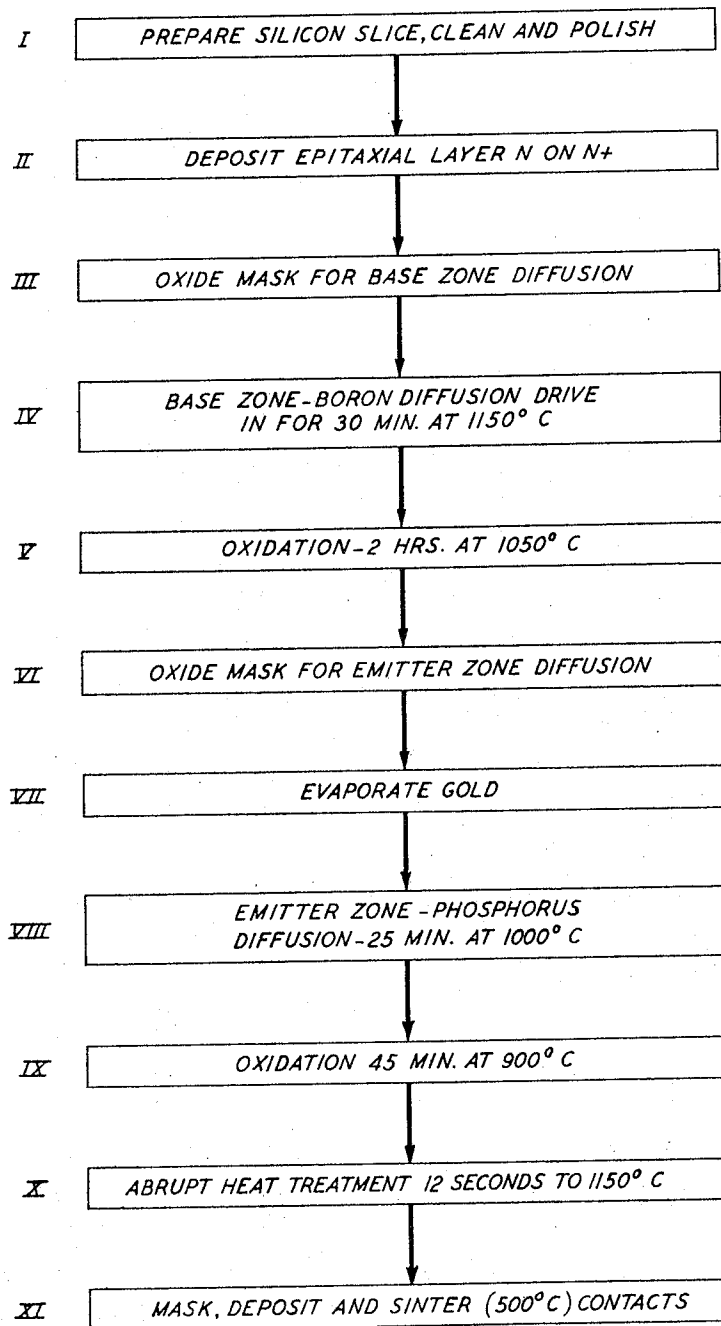 I PREPARE SILICON SLICE, CLEAN AND POLISH
II DEPOSIT EPITAXIAL LAYER N ON N+
III OXIDE MASK FOR BASE ZONE DIFFUSION
IV BASE ZONE-BORON DIFFUSION DRIVE
IN FOR 30 MIN. AT 1150° C
V OXIDATION-2 HRS. AT 1050° C
VI OXIDE MASK FOR EMITTER ZONE DIFFUSION
VII EVAPORATE GOLD
VIII EMITTER ZONE-PHOSPHORUS
DIFFUSION-25 MIN. AT 1000° C
IX OXIDATION 45 MIN. AT 900° C
X ABRUPT HEAT TREATMENT 12 SECONDS TO 1150° C
XI MASK, DEPOSIT AND SINTER (500°C) CONTACTS